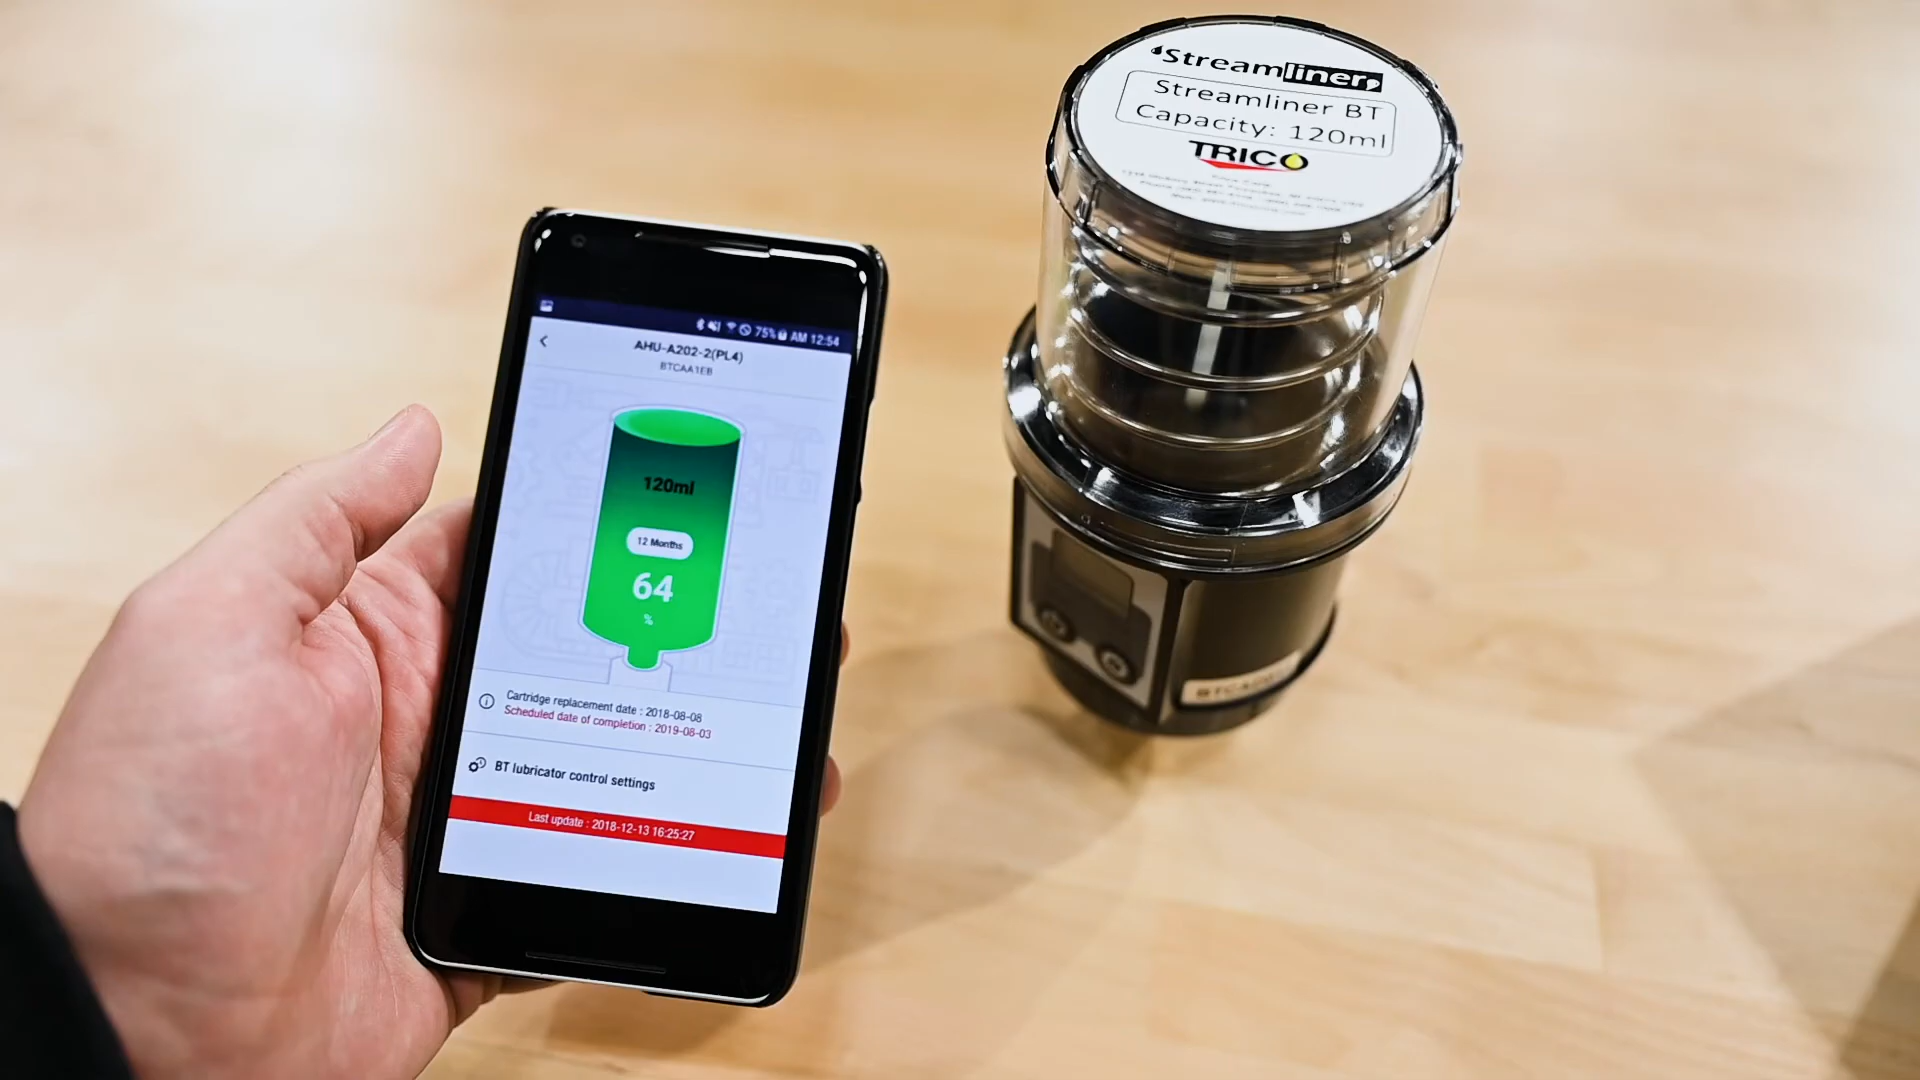 75% AM 12:54
AHU-A202-2(PL4)
BTCAA1EB
120ml
12 Months
64
%
Cartridge replacement date : 2018-08-08
Scheduled date of completion : 2019-08-03
BT lubricator control settings
Last update : 2018-12-13 16:25:27
Streamliner
Streamliner BT
Capacity: 120ml
TRICO